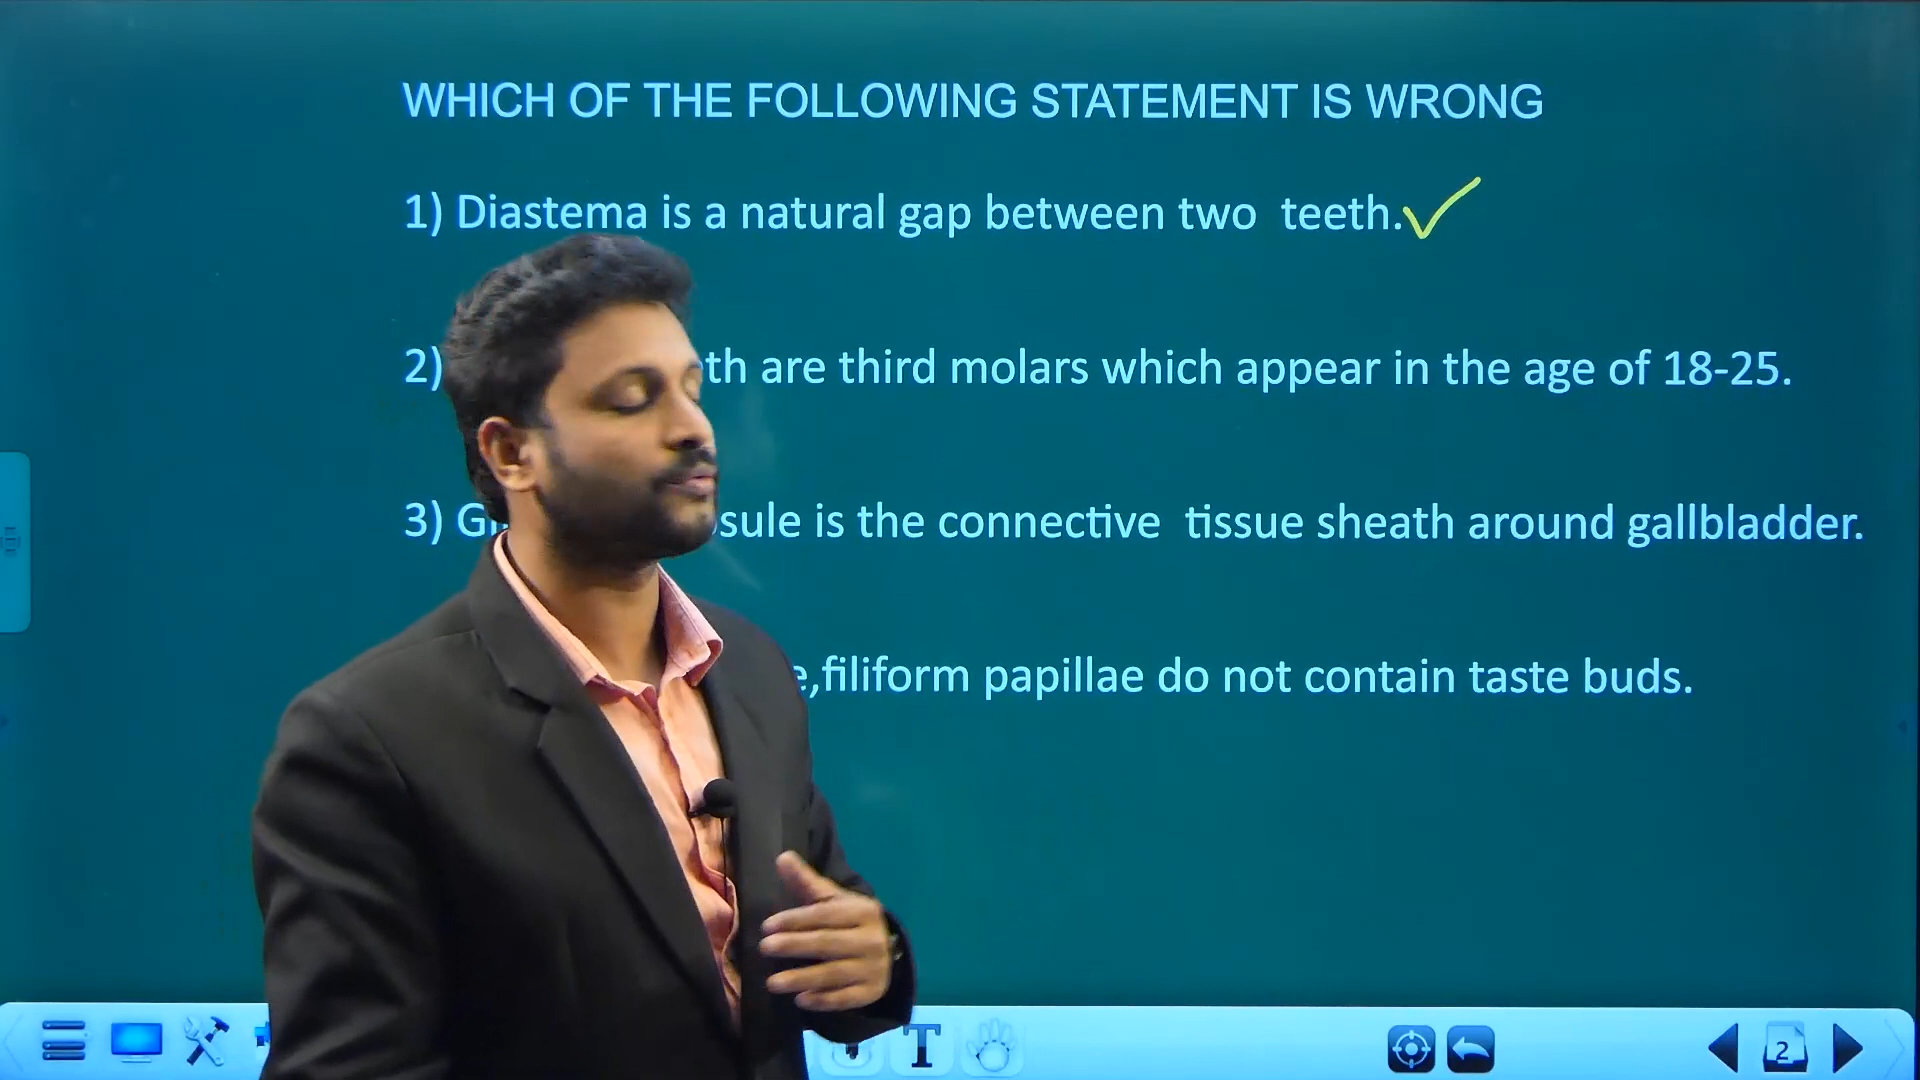 WHICH OF THE FOLLOWING STATEMENT IS WRONG
1) Diastema is a natural gap between two teeth.
2) are third molars which appear in the age of 18-25.
3) is the connective tissue sheath around gallbladder.
filiform papillae do not contain taste buds.
T
2